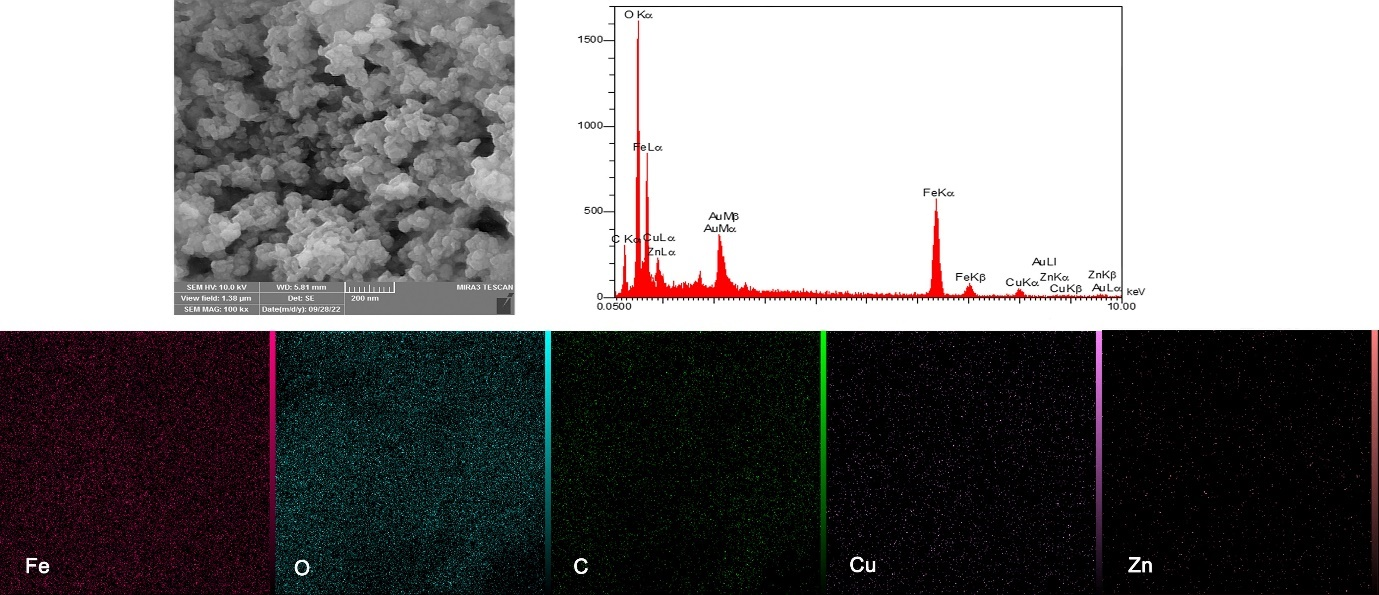 SEM HV: 10.0 kV WD: 5.81 mm MIRA3 TESCAN
View field: 1.38 µm Det: SE 200 nm
SEM MAG: 100 kx Date(m/d/y): 09/28/22
O Kα
1500
1000
FeLα
500
C Kα CuLα
ZnLα
AuMβ
AuMα
FeKα
FeKβ
AuLl
CuKα ZnKα
CuKβ
ZnKβ
AuLα
0
0.0500 10.00 keV
Fe O C Cu Zn